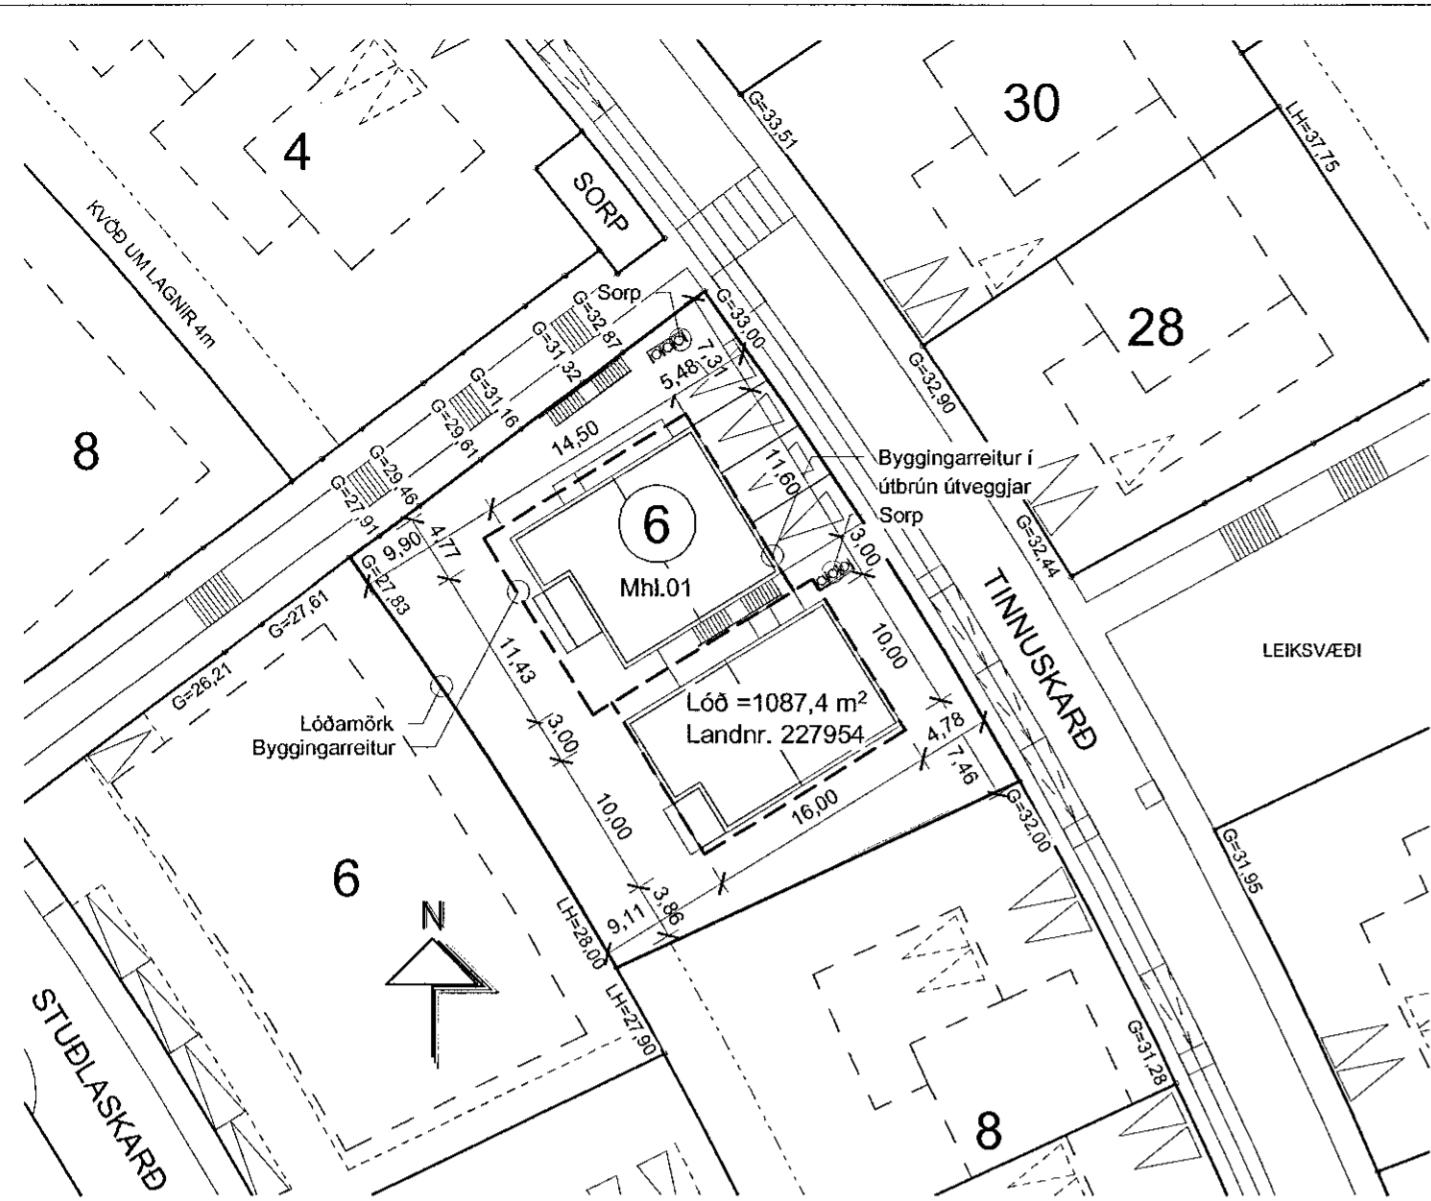 4
SORP
KVÖÐ UM LAGNIR 4m
8
G=33,51
30
LH=37,75
28
Sorp
G=33,00
G=32,87
G=31,32
G=31,16
G=29,61
G=29,46
G=27,91
G=27,83
G=27,61
G=26,21
7,31
5,48
14,50
9,90
4,77
11,60
3,00
G=32,90
Byggingarreitur í
útbrún útveggjar
Sorp
6
Mhl.01
G=32,44
TINNUSKARÐ
LEIKSVÆÐI
11,43
3,00
10,00
10,00
Lóð =1087,4 m²
Landnr. 227954
4,78
7,46
16,00
Lóðamörk
Byggingarreitur
G=32,00
G=31,95
6
N
9,11
3,86
LH=28,00
LH=27,90
STUÐLASKARÐ
8
G=31,28